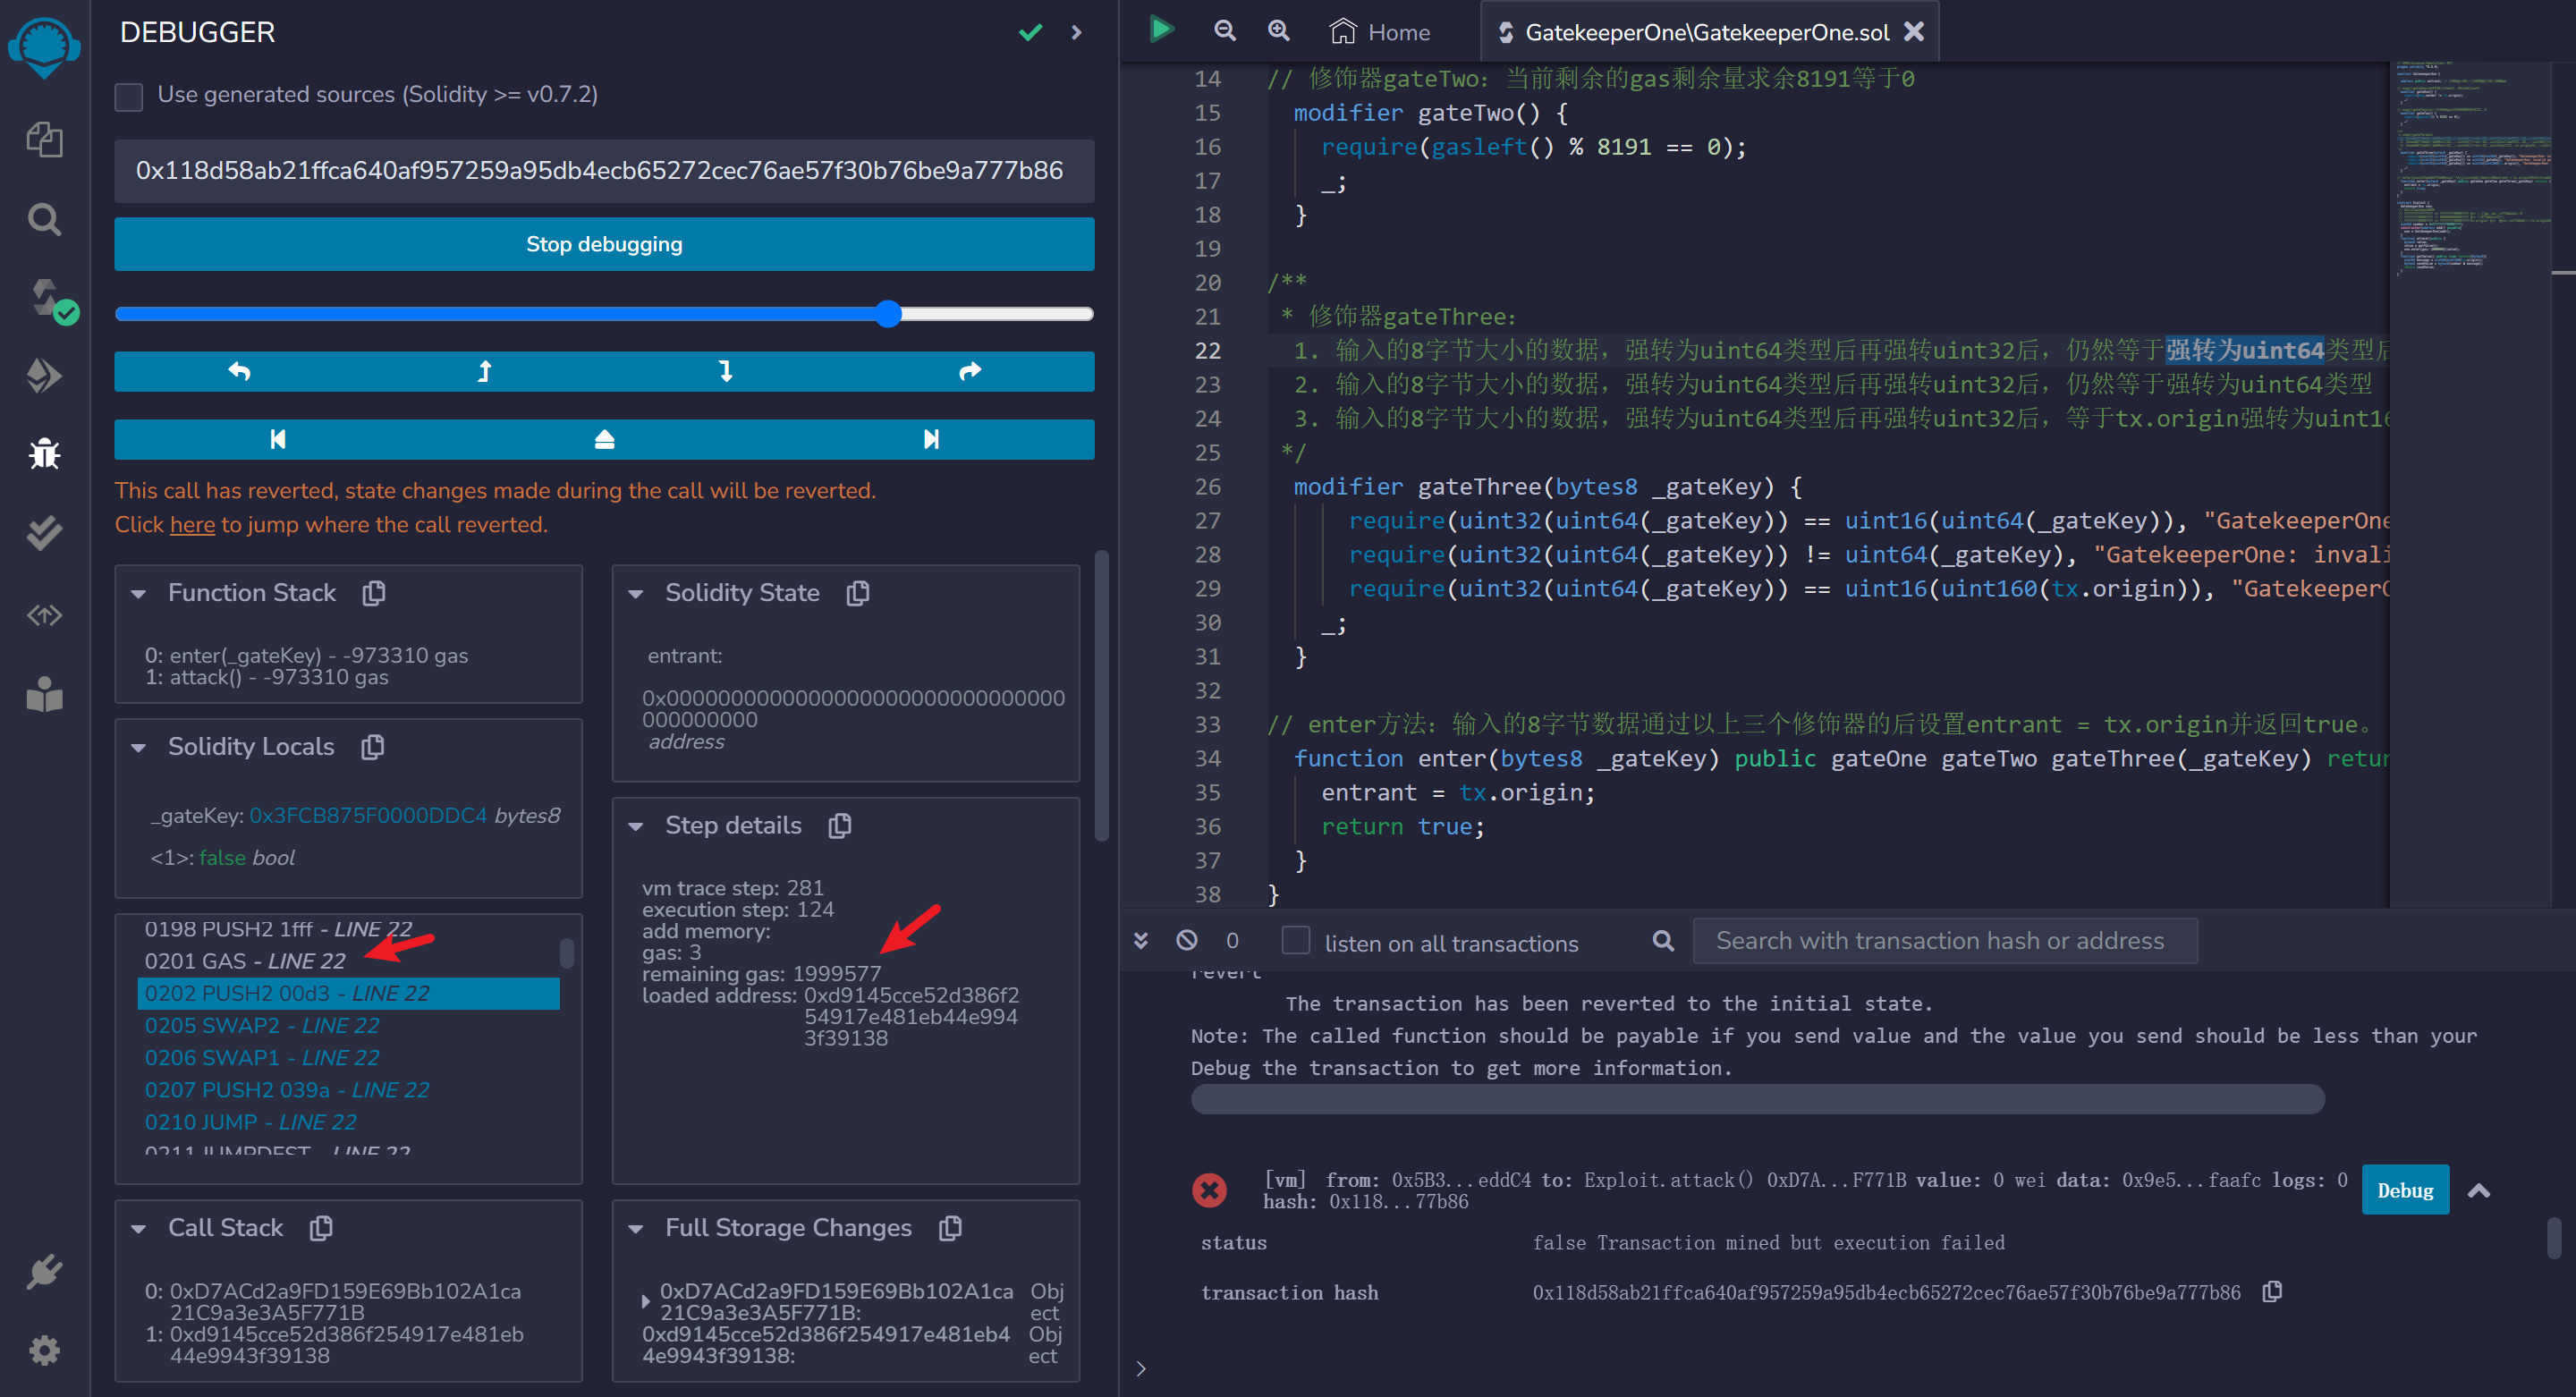 DEBUGGER
Use generated sources (Solidity >= v0.7.2)
0x118d58ab21ffca640af957259a95db4ecb65272cec76ae57f30b76be9a777b86
Stop debugging
This call has reverted, state changes made during the call will be reverted.
Click here to jump where the call reverted.
Function Stack
0: enter(_gateKey) - -973310 gas
1: attack() - -973310 gas
Solidity Locals
_gateKey: 0x3FCB875F0000DDC4 bytes8
<1>: false bool
0198 PUSH2 1fff - LINE 22
0201 GAS - LINE 22
0202 PUSH2 00d3 - LINE 22
0205 SWAP2 - LINE 22
0206 SWAP1 - LINE 22
0207 PUSH2 039a - LINE 22
0210 JUMP - LINE 22
0211 JUMPDEST - LINE 22
Call Stack
0: 0xD7ACd2a9FD159E69Bb102A1ca
21C9a3e3A5F771B
1: 0xd9145cce52d386f254917e481eb
44e9943f39138
Solidity State
entrant:
0x00000000000000000000000000000
000000000
address
Step details
vm trace step: 281
execution step: 124
add memory:
gas: 3
remaining gas: 1999577
loaded address: 0xd9145cce52d386f2
54917e481eb44e994
3f39138
Full Storage Changes
0xD7ACd2a9FD159E69Bb102A1ca Obj
21C9a3e3A5F771B: ect
0xd9145cce52d386f254917e481eb4 Obj
4e9943f39138: ect
Home
GatekeeperOne\GatekeeperOne.sol
14 // 修饰器gateTwo：当前剩余的gas剩余量求余8191等于0
15 modifier gateTwo() {
16 require(gasleft() % 8191 == 0);
17 _;
18 }
19
20 /**
21 * 修饰器gateThree：
22 1. 输入的8字节大小的数据，强转为uint64类型后再强转uint32后，仍然等于强转为uint64类型后
23 2. 输入的8字节大小的数据，强转为uint64类型后再强转uint32后，仍然等于强转为uint64类型
24 3. 输入的8字节大小的数据，强转为uint64类型后再强转uint32后，等于tx.origin强转为uint16
25 */
26 modifier gateThree(bytes8 _gateKey) {
27 require(uint32(uint64(_gateKey)) == uint16(uint64(_gateKey)), "GatekeeperOne
28 require(uint32(uint64(_gateKey)) != uint64(_gateKey), "GatekeeperOne: invali
29 require(uint32(uint64(_gateKey)) == uint16(uint160(tx.origin)), "GatekeeperO
30 _;
31 }
32
33 // enter方法：输入的8字节数据通过以上三个修饰器的后设置entrant = tx.origin并返回true。
34 function enter(bytes8 _gateKey) public gateOne gateTwo gateThree(_gateKey) retur
35 entrant = tx.origin;
36 return true;
37 }
38 }
0
listen on all transactions
Search with transaction hash or address
revert
The transaction has been reverted to the initial state.
Note: The called function should be payable if you send value and the value you send should be less than your
Debug the transaction to get more information.
[vm] from: 0x5B3...eddC4 to: Exploit.attack() 0xD7A...F771B value: 0 wei data: 0x9e5...faafc logs: 0
hash: 0x118...77b86
Debug
status false Transaction mined but execution failed
transaction hash 0x118d58ab21ffca640af957259a95db4ecb65272cec76ae57f30b76be9a777b86
>